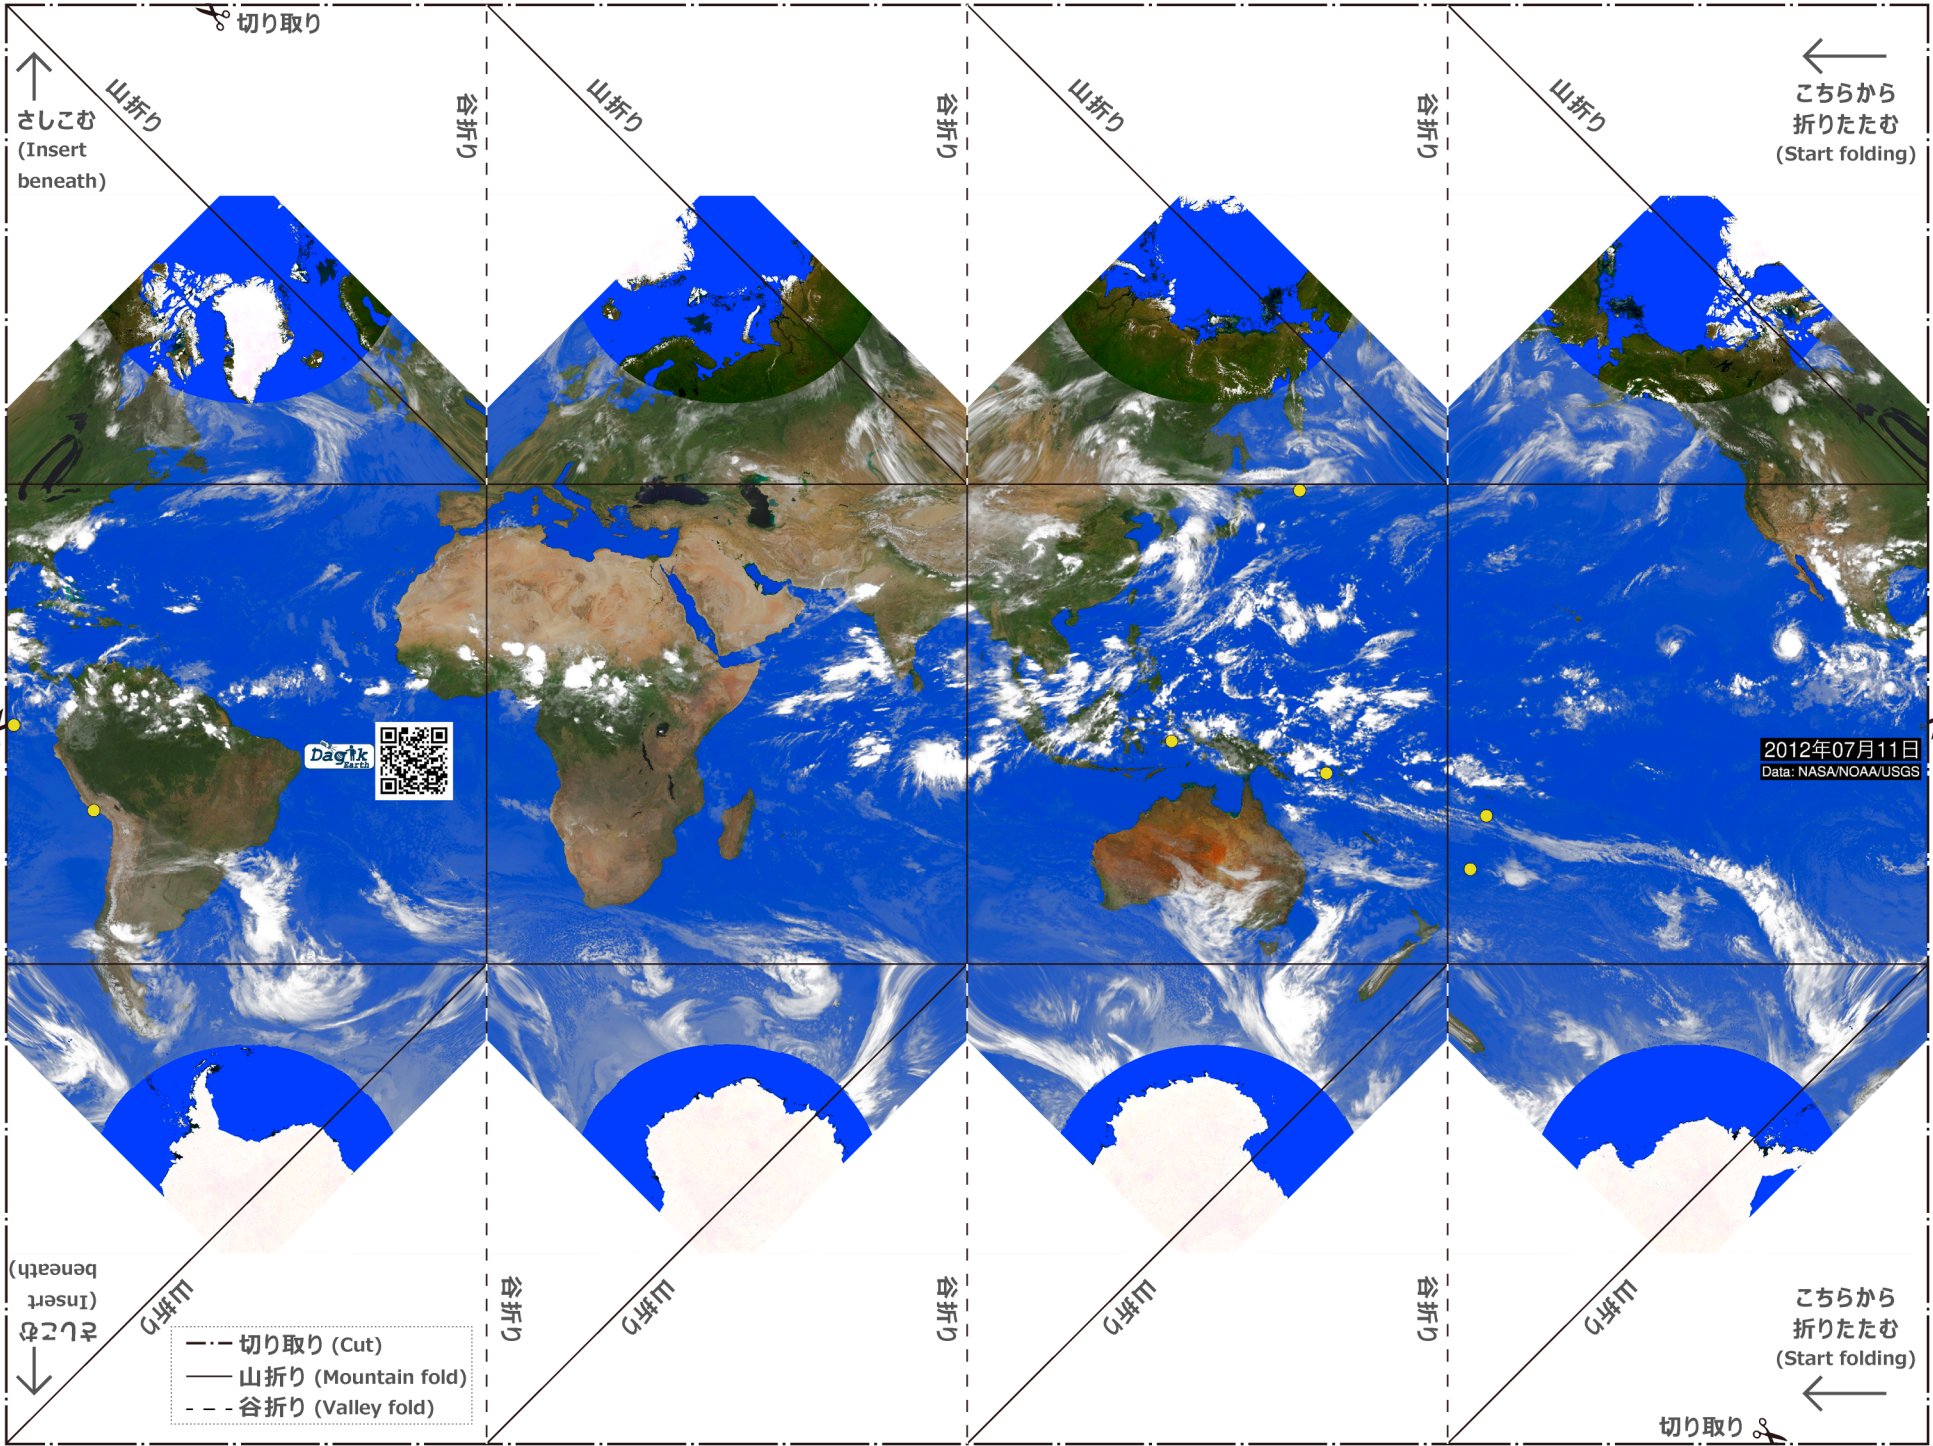 切り取り
山折り
谷折り
山折り
谷折り
山折り
谷折り
山折り
こちらから
折りたたむ
(Start folding)
さしこむ
(Insert
beneath)
Dagik
Earth
2012年07月11日
Data: NASA/NOAA/USGS
さしこむ
(Insert
beneath)
山折り
谷折り
山折り
谷折り
山折り
谷折り
山折り
こちらから
折りたたむ
(Start folding)
切り取り (Cut)
山折り (Mountain fold)
谷折り (Valley fold)
切り取り